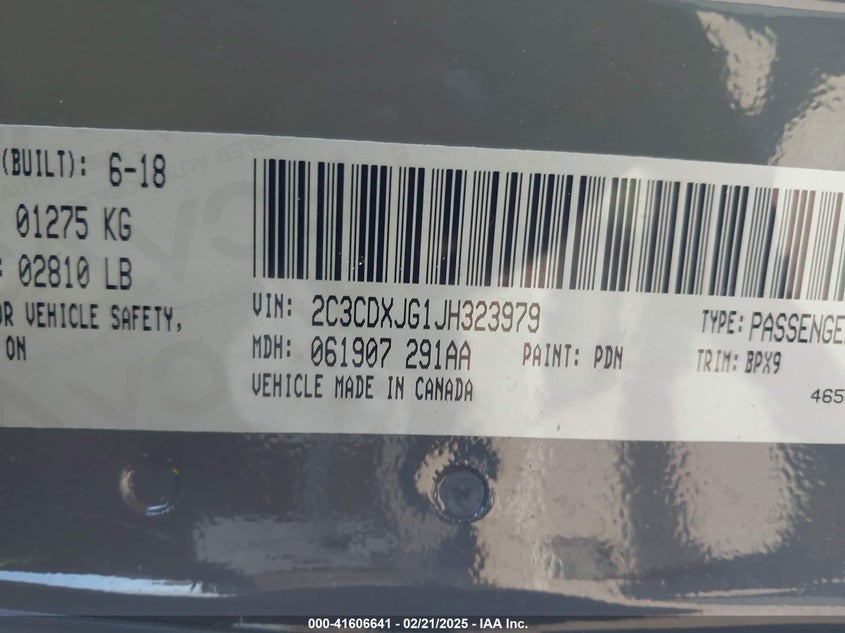 (BUILT): 6-18
01275 KG
: 02810 LB
OR VEHICLE SAFETY,
ON
VIN: 2C3CDXJG1JH323979
MDH: 061907 291AA
PAINT: PDN
VEHICLE MADE IN CANADA
TYPE: PASSENGE
TRIM: BPX9
465
000-41606641 / 02/21/2025 - IAA Inc.